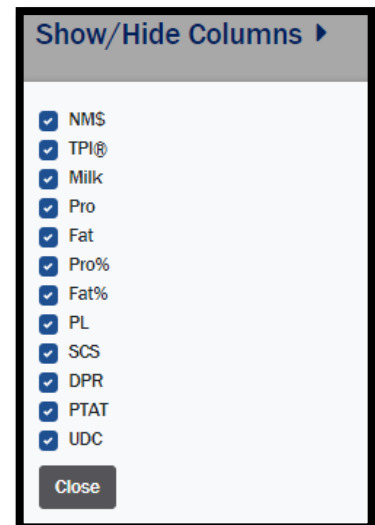 Show/Hide Columns
NM$
TPI®
Milk
Pro
Fat
Pro%
Fat%
PL
SCS
DPR
PTAT
UDC
Close